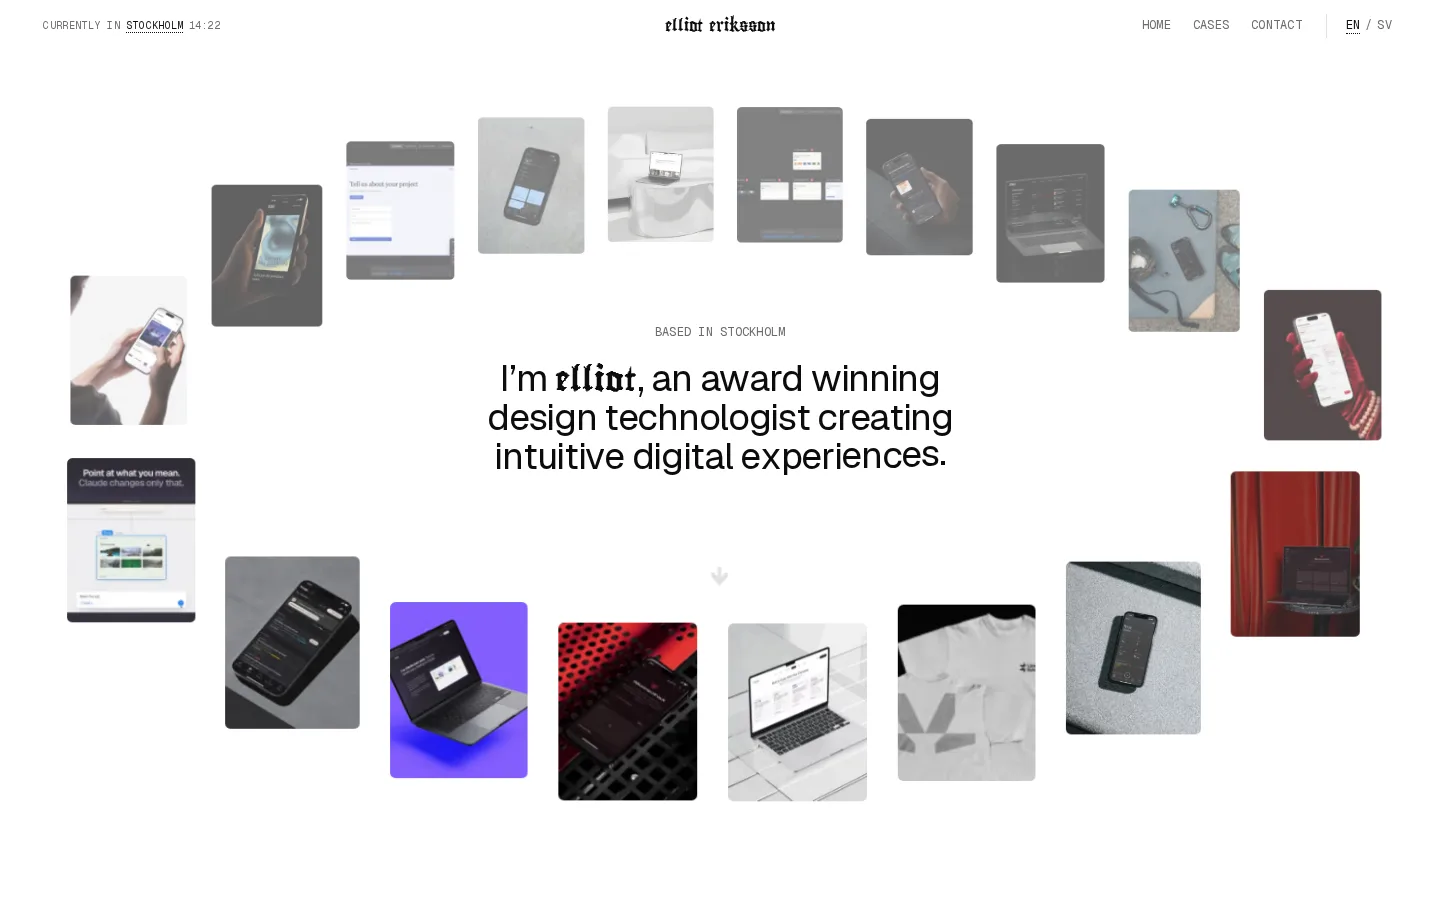 CURRENTLY IN STOCKHOLM 14:22
elliot eriksson
HOME CASES CONTACT EN / SV
Tell us about your project
BASED IN STOCKHOLM
I’m elliot, an award winning
design technologist creating
intuitive digital experiences.
Point at what you mean.
Claude changes only that.